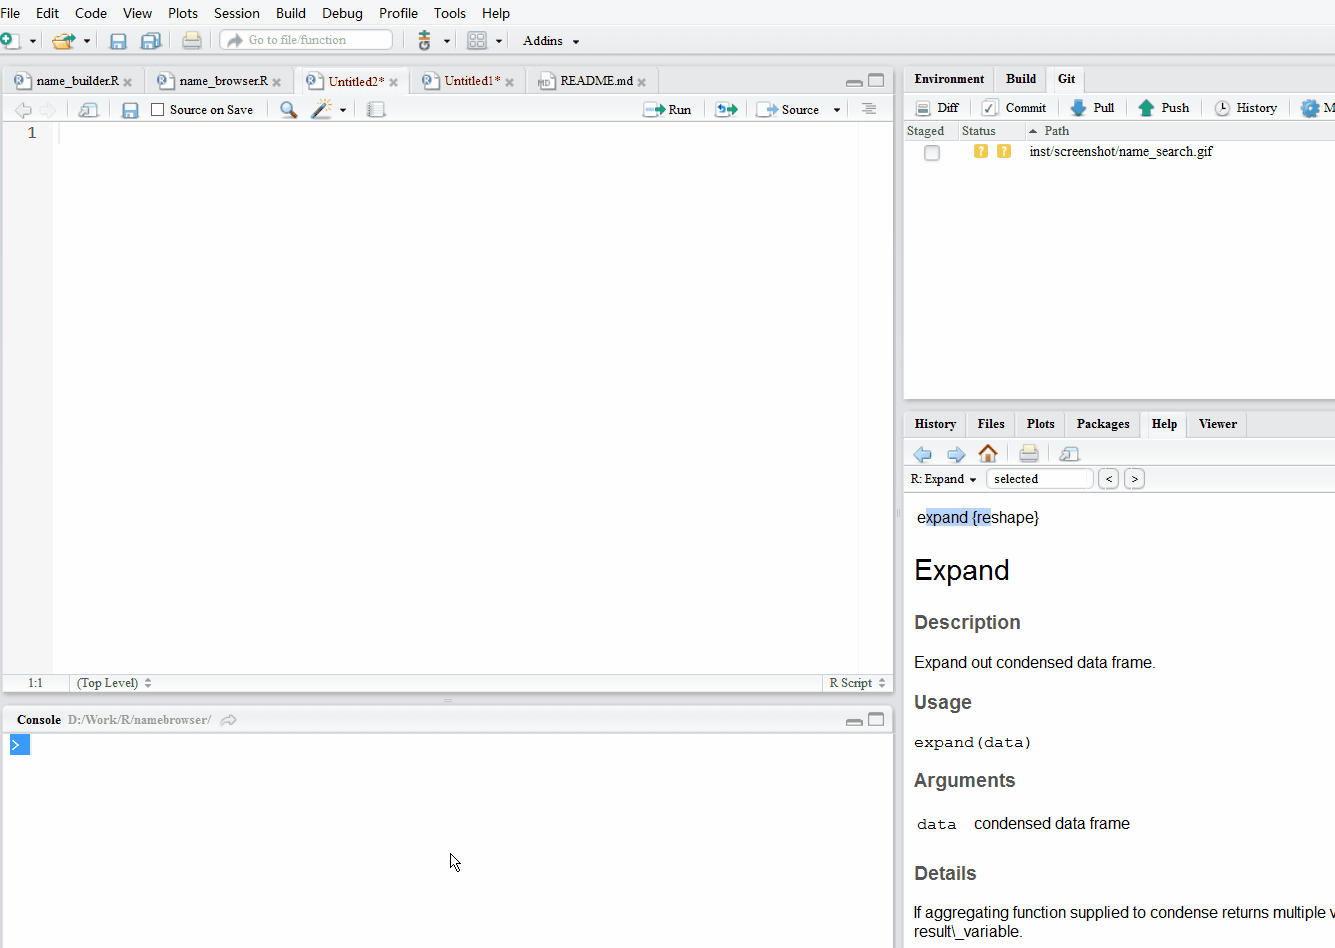 File Edit Code View Plots Session Build Debug Profile Tools Help
Go to file/function Addins
name_builder.R name_browser.R Untitled2* Untitled1* README.md
Source on Save Run Source
1
1:1 (Top Level) R Script
Console D:/Work/R/namebrowser/
>
Environment Build Git
Diff Commit Pull Push History M
Staged Status Path
? ? inst/screenshot/name_search.gif
History Files Plots Packages Help Viewer
R: Expand selected < >
expand {reshape}
Expand
Description
Expand out condensed data frame.
Usage
expand(data)
Arguments
data condensed data frame
Details
If aggregating function supplied to condense returns multiple v
result\_variable.